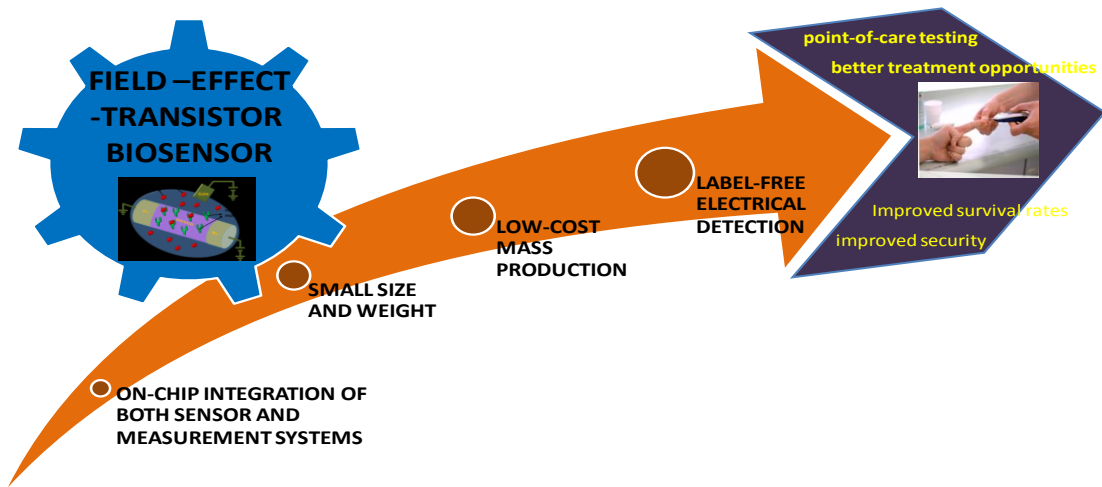 FIELD –EFFECT
-TRANSISTOR
BIOSENSOR
point-of-care testing
better treatment opportunities
Improved survival rates
improved security
LABEL-FREE
ELECTRICAL
DETECTION
LOW-COST
MASS
PRODUCTION
SMALL SIZE
AND WEIGHT
ON-CHIP INTEGRATION OF
BOTH SENSOR AND
MEASUREMENT SYSTEMS